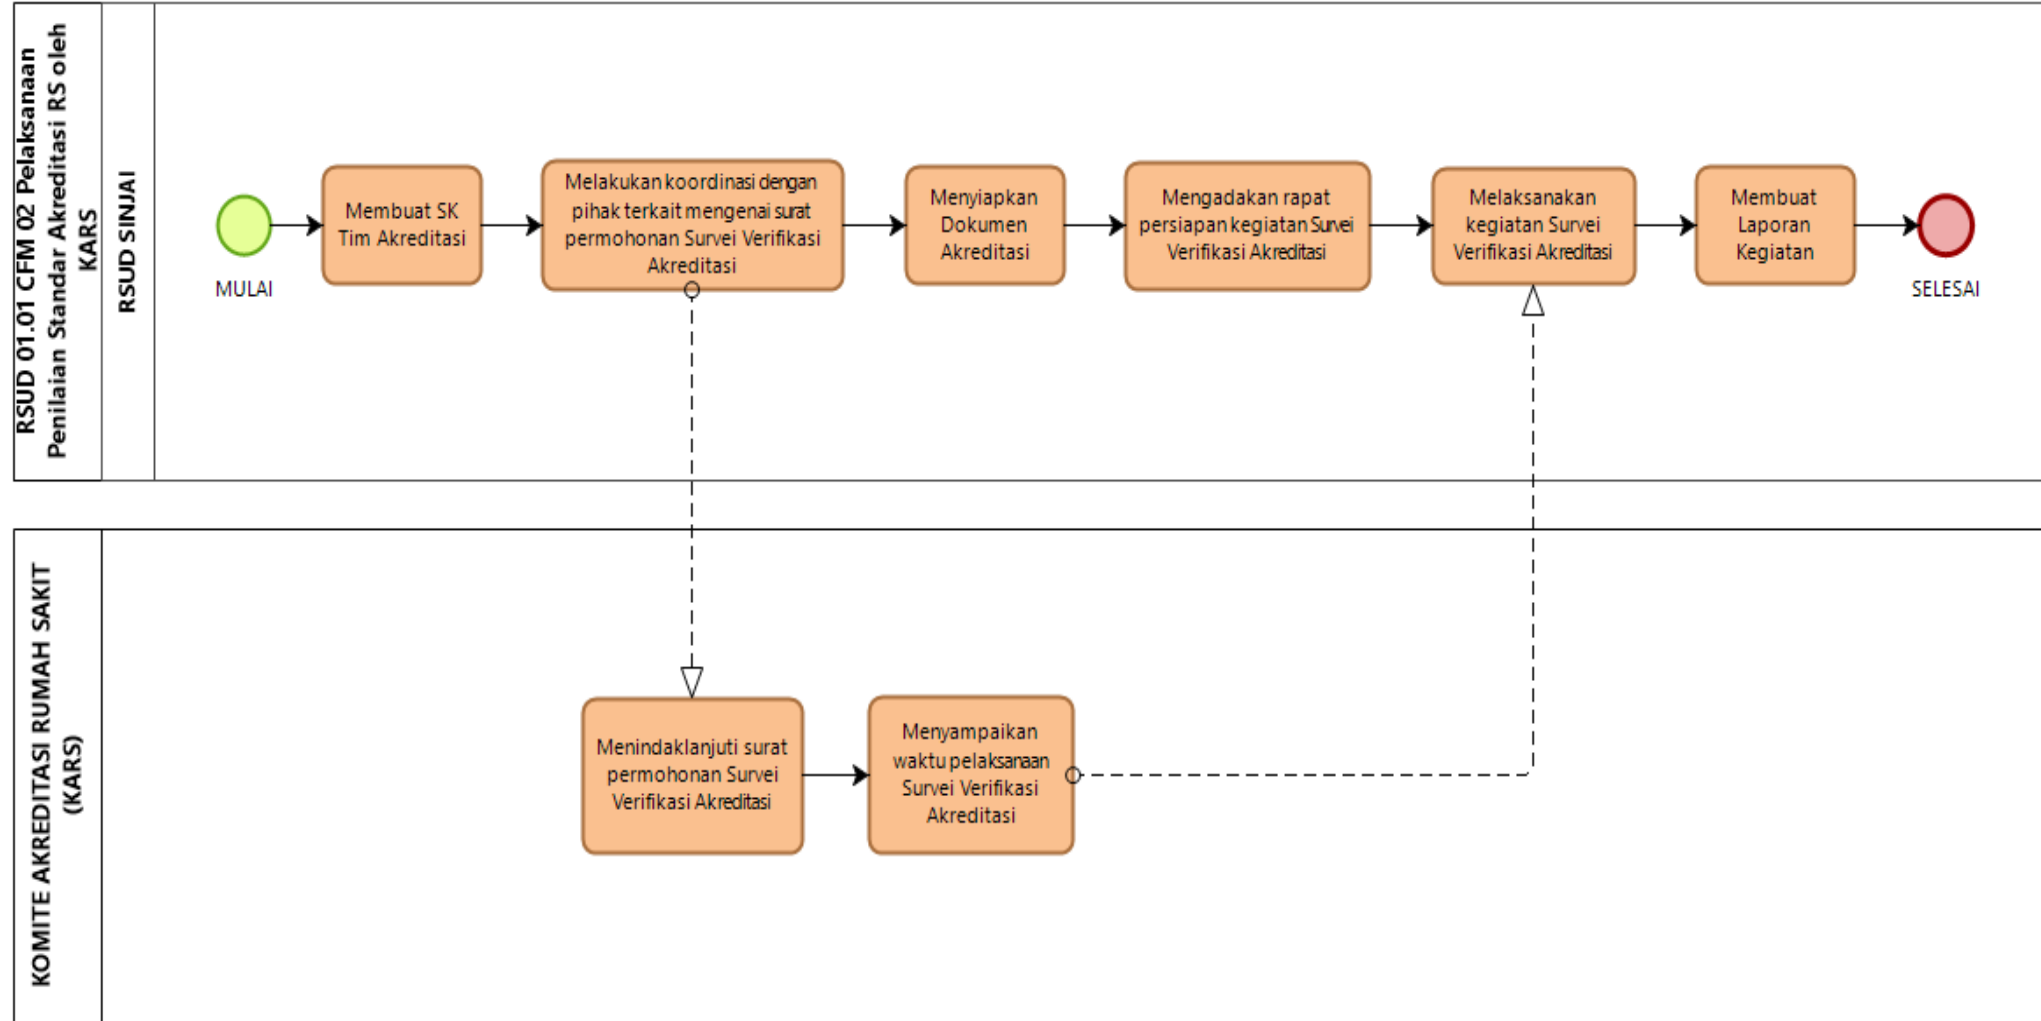 RSUD 01.01 CFM 02 Pelaksanaan
Penilaian Standar Akreditasi RS oleh
KARS
RSUD SINJAI
MULAI
Membuat SK
Tim Akreditasi
Melakukan koordinasi dengan
pihak terkait mengenai surat
permohonan Survei Verifikasi
Akreditasi
Menyiapkan
Dokumen
Akreditasi
Mengadakan rapat
persiapan kegiatan Survei
Verifikasi Akreditasi
Melaksanakan
kegiatan Survei
Verifikasi Akreditasi
Membuat
Laporan
Kegiatan
SELESAI
KOMITE AKREDITASI RUMAH SAKIT
(KARS)
Menindaklanjuti surat
permohonan Survei
Verifikasi Akreditasi
Menyampaikan
waktu pelaksanaan
Survei Verifikasi
Akreditasi